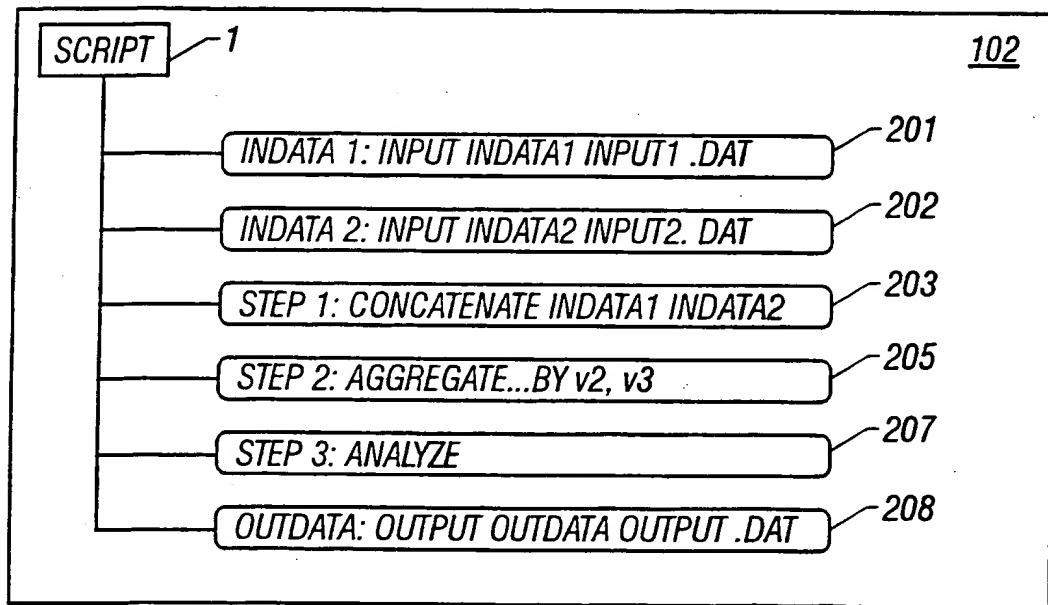 SCRIPT 1 102
INDATA 1: INPUT INDATA1 INPUT1 .DAT 201
INDATA 2: INPUT INDATA2 INPUT2. DAT 202
STEP 1: CONCATENATE INDATA1 INDATA2 203
STEP 2: AGGREGATE...BY v2, v3 205
STEP 3: ANALYZE 207
OUTDATA: OUTPUT OUTDATA OUTPUT .DAT 208